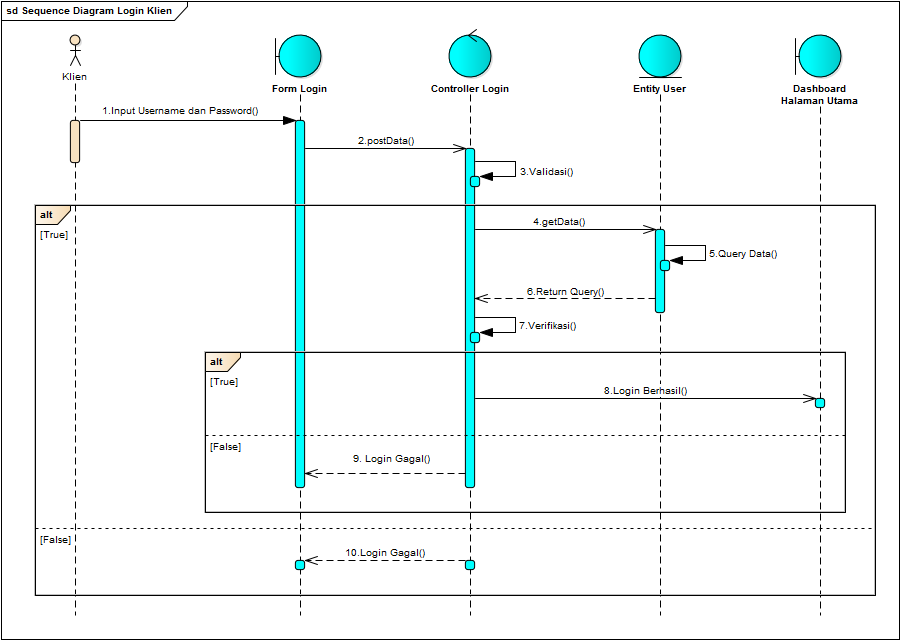 sd Sequence Diagram Login Klien
Klien
Form Login
Controller Login
Entity User
Dashboard
Halaman Utama
1.Input Username dan Password()
2.postData()
3.Validasi()
alt
[True]
4.getData()
5.Query Data()
6.Return Query()
7.Verifikasi()
alt
[True]
8.Login Berhasil()
[False]
9. Login Gagal()
[False]
10.Login Gagal()